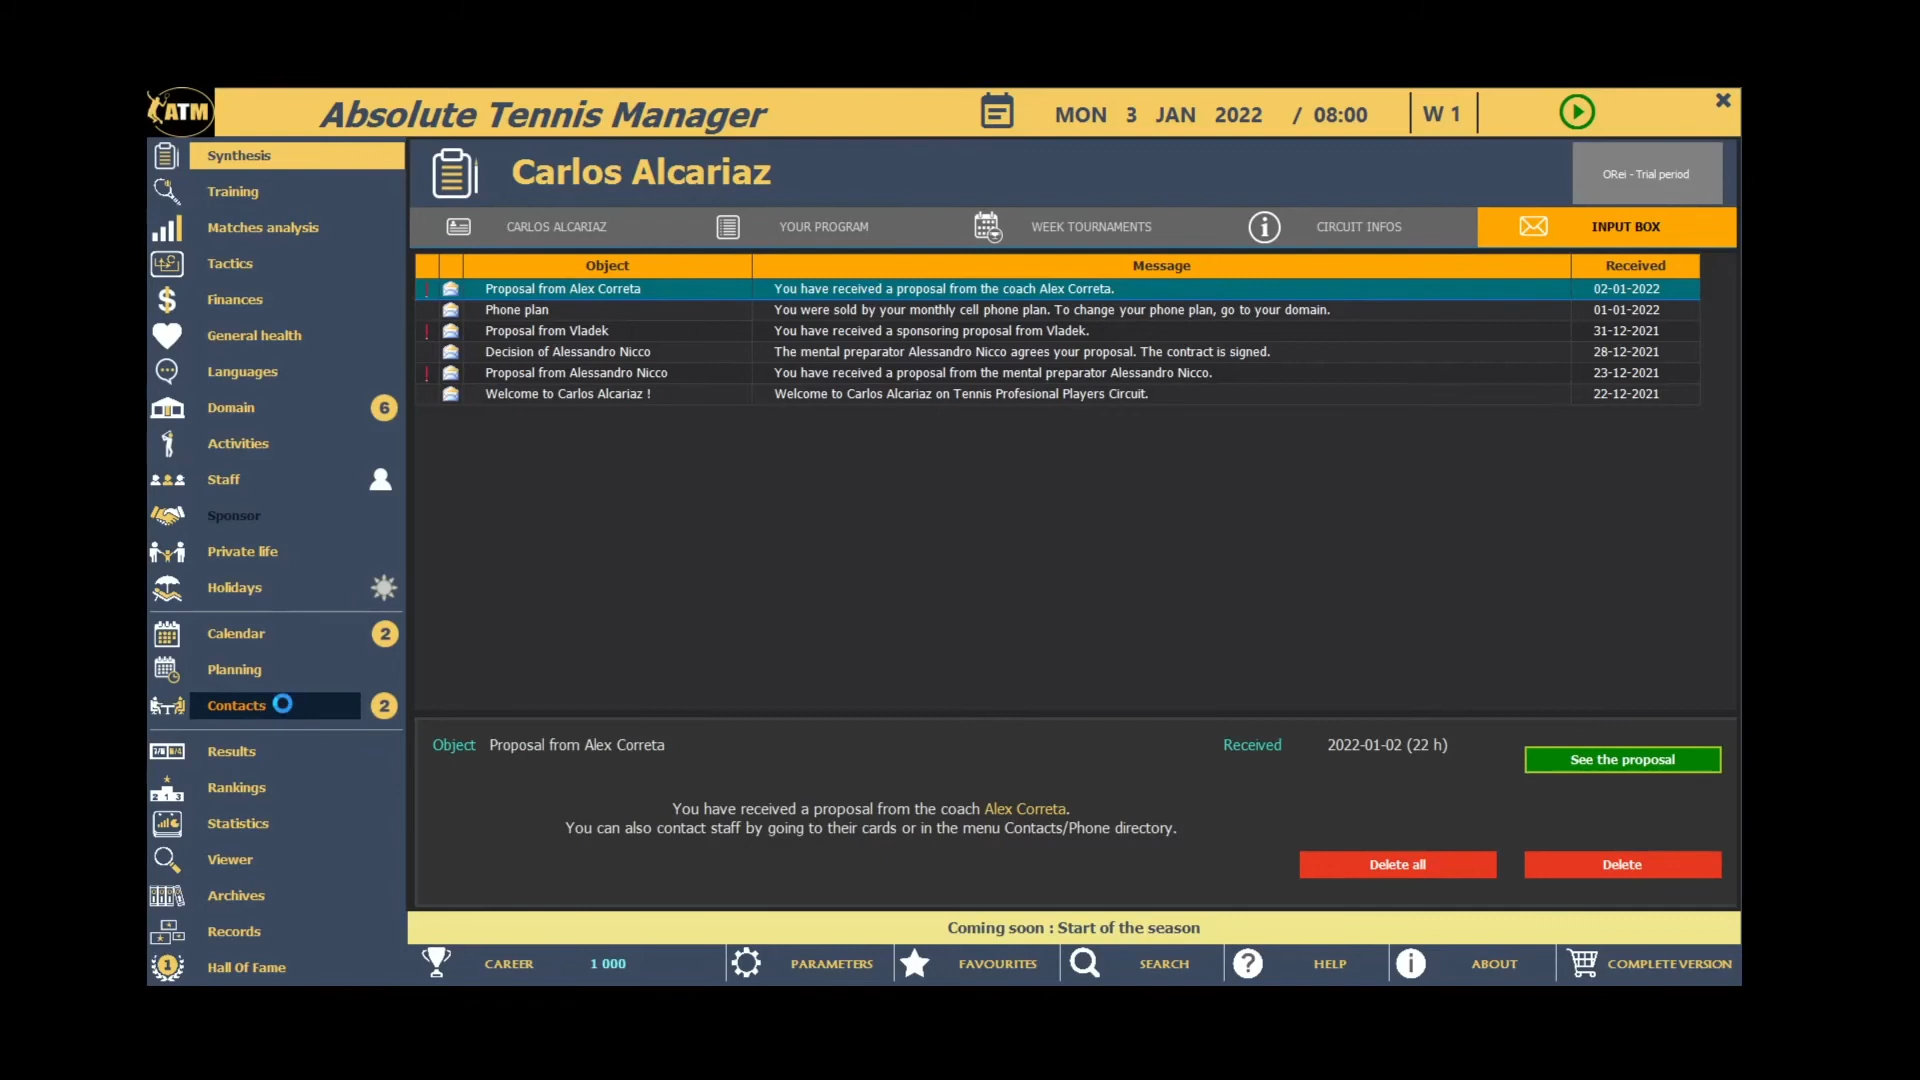 ATM
Absolute Tennis Manager
MON 3 JAN 2022 / 08:00 W 1
Synthesis
Training
Matches analysis
Tactics
Finances
General health
Languages
Domain 6
Activities
Staff
Sponsor
Private life
Holidays
Calendar 2
Planning
Contacts 2
Results
Rankings
Statistics
Viewer
Archives
Records
Hall Of Fame
Carlos Alcariaz
ORei - Trial period
CARLOS ALCARIAZ YOUR PROGRAM WEEK TOURNAMENTS CIRCUIT INFOS INPUT BOX
Object Message Received
! Proposal from Alex Correta You have received a proposal from the coach Alex Correta. 02-01-2022
Phone plan You were sold by your monthly cell phone plan. To change your phone plan, go to your domain. 01-01-2022
! Proposal from Vladek You have received a sponsoring proposal from Vladek. 31-12-2021
Decision of Alessandro Nicco The mental preparator Alessandro Nicco agrees your proposal. The contract is signed. 28-12-2021
! Proposal from Alessandro Nicco You have received a proposal from the mental preparator Alessandro Nicco. 23-12-2021
Welcome to Carlos Alcariaz ! Welcome to Carlos Alcariaz on Tennis Profesional Players Circuit. 22-12-2021
Object Proposal from Alex Correta Received 2022-01-02 (22 h)
See the proposal
You have received a proposal from the coach Alex Correta.
You can also contact staff by going to their cards or in the menu Contacts/Phone directory.
Delete all Delete
Coming soon : Start of the season
CAREER 1 000 PARAMETERS FAVOURITES SEARCH HELP ABOUT COMPLETE VERSION